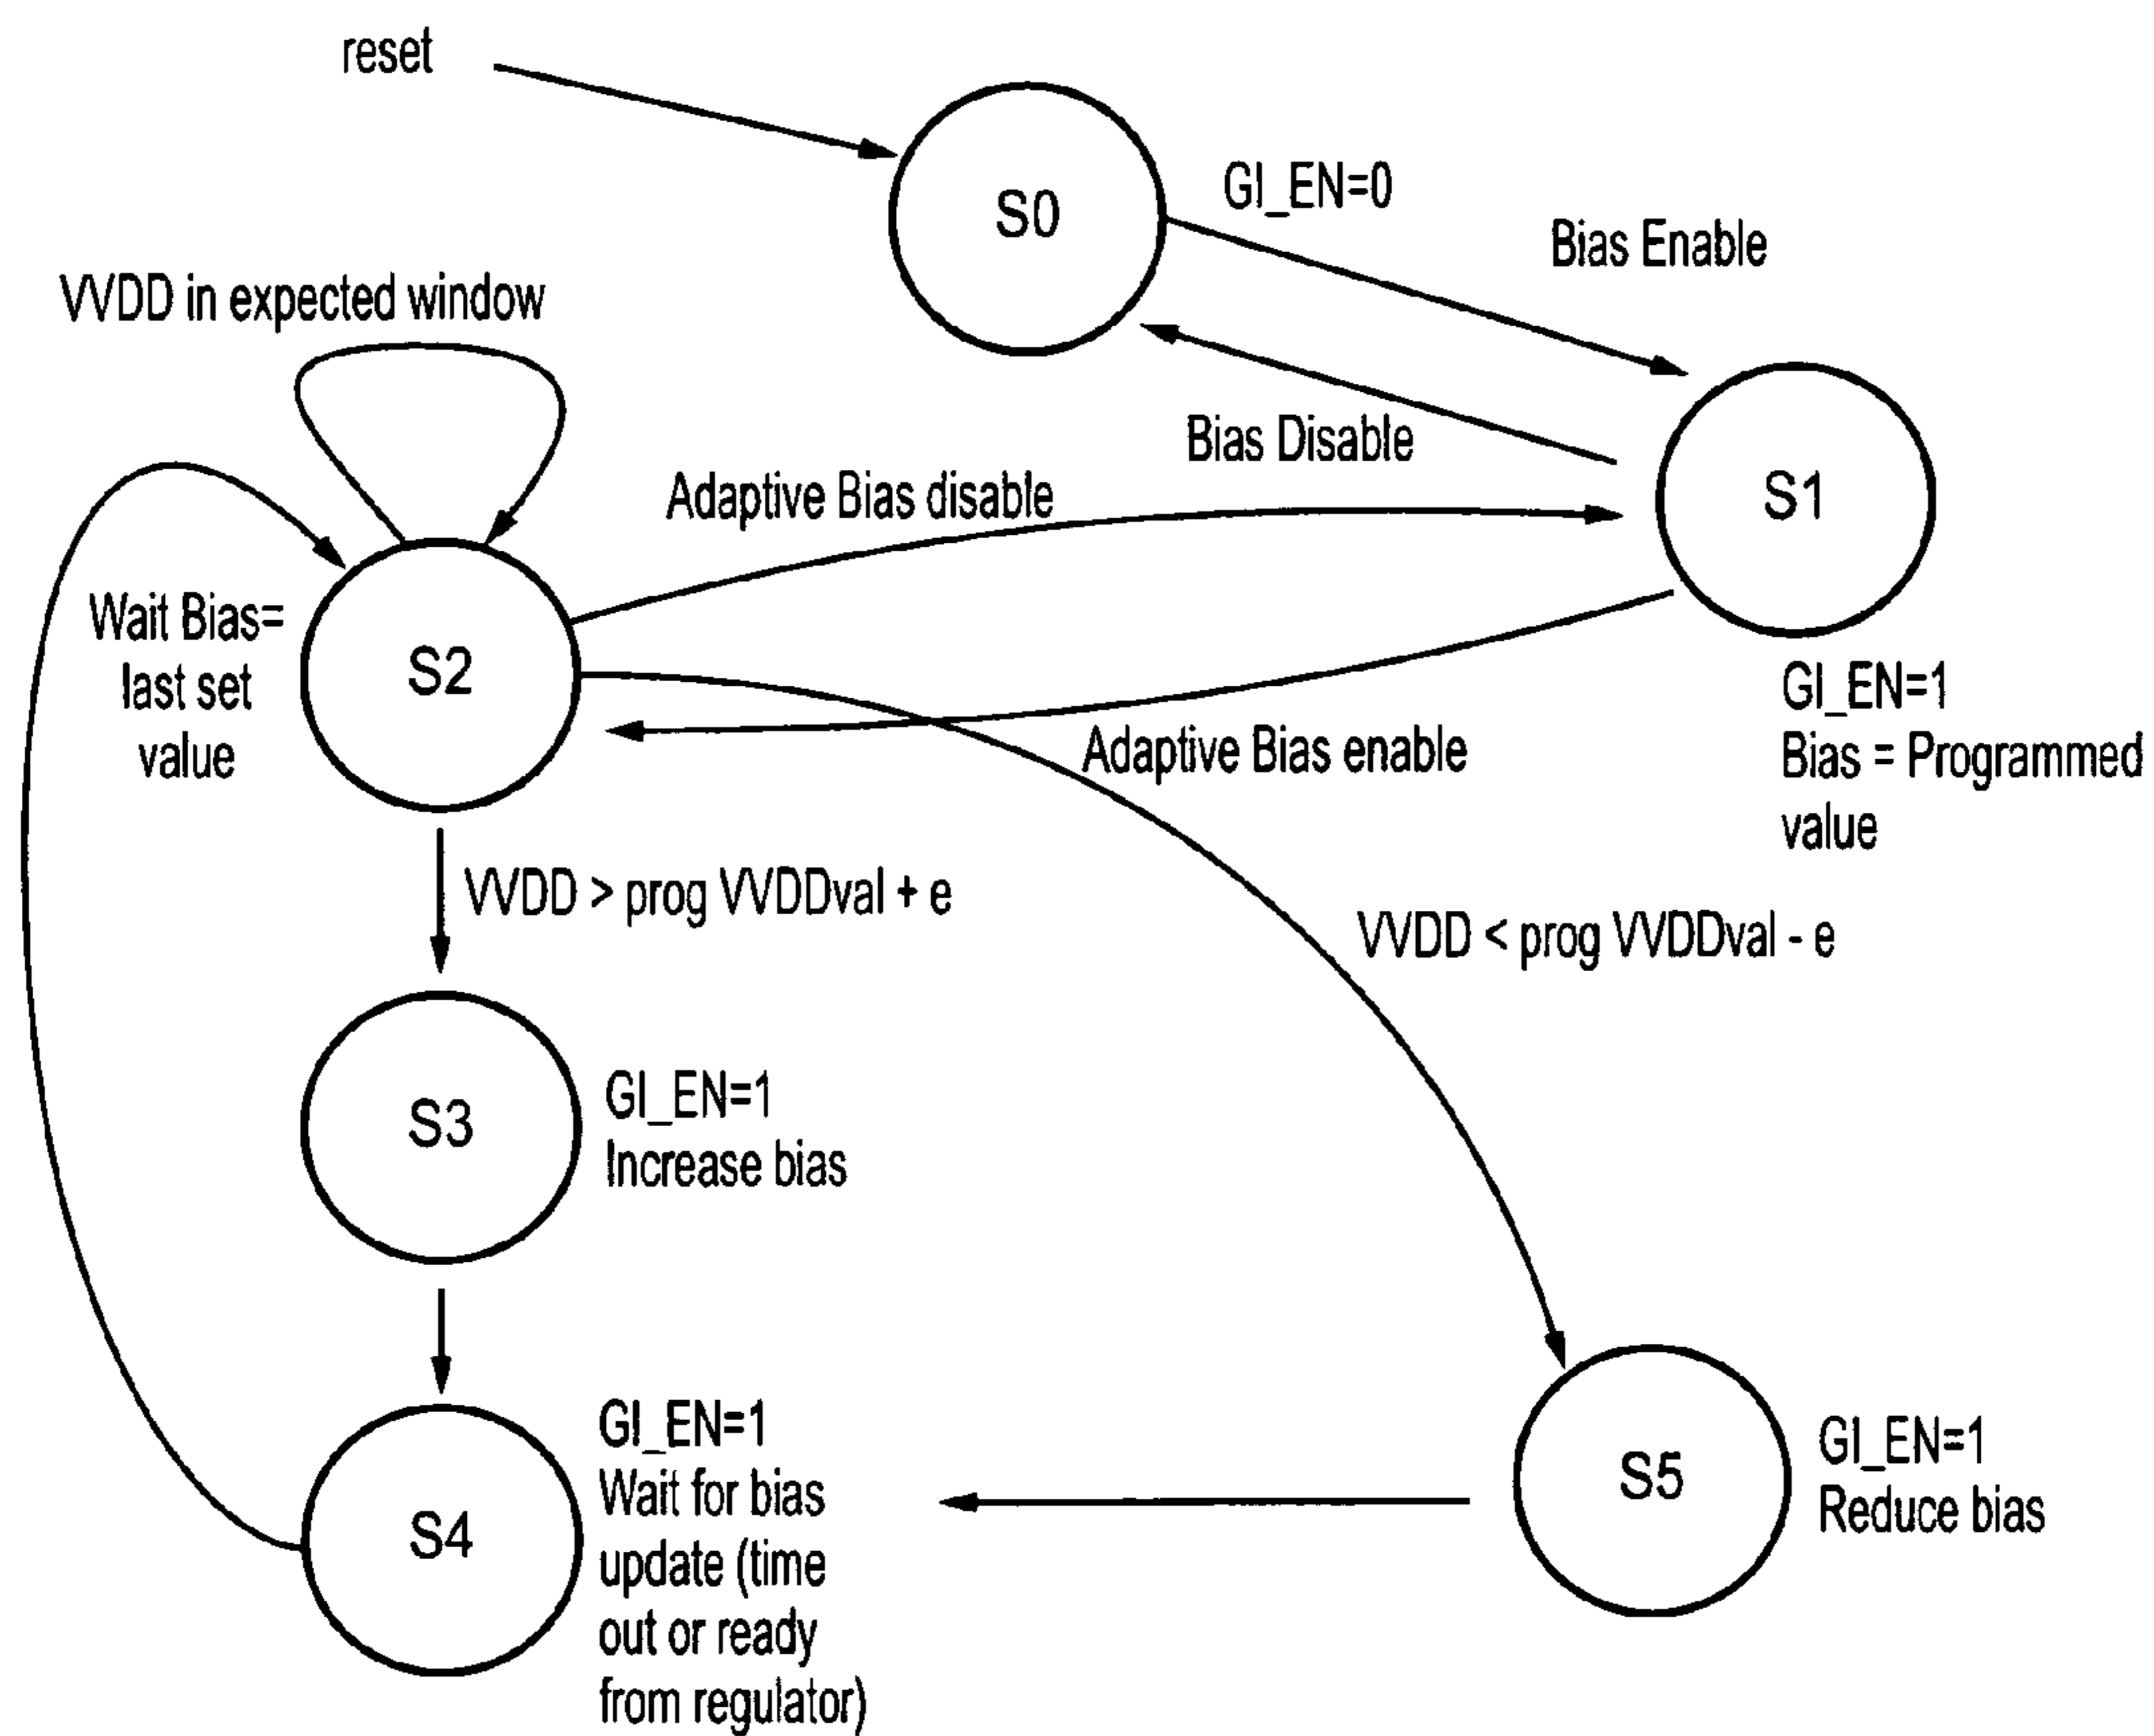 reset
S0
GI_EN=0
Bias Enable
VVDD in expected window
Bias Disable
Adaptive Bias disable
S1
Wait Bias=
last set
value
S2
GI_EN=1
Bias = Programmed
value
Adaptive Bias enable
VVDD > prog VVDDval + e
VVDD < prog VVDDval - e
S3
GI_EN=1
Increase bias
S4
GI_EN=1
Wait for bias
update (time
out or ready
from regulator)
S5
GI_EN=1
Reduce bias